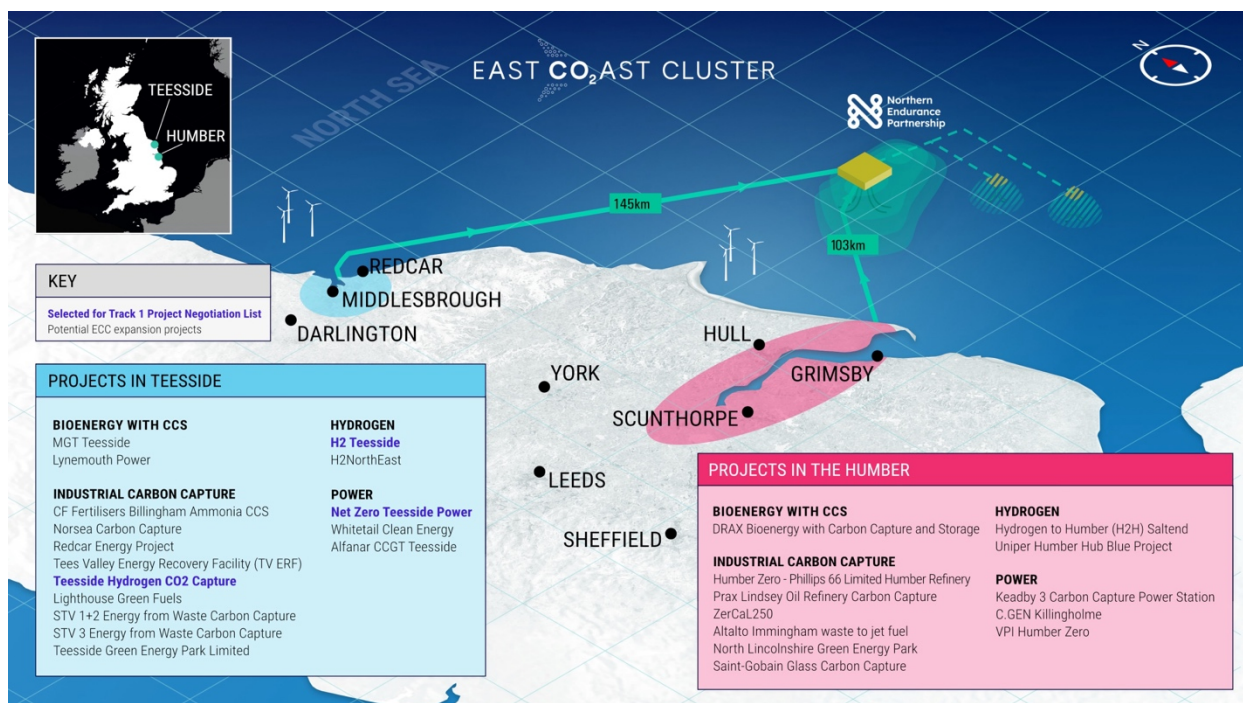 EAST CO₂AST CLUSTER
N
NORTH SEA
TEESSIDE
HUMBER
Northern
Endurance
Partnership
145km
103km
REDCAR
MIDDLESBROUGH
DARLINGTON
HULL
GRIMSBY
YORK
SCUNTHORPE
LEEDS
SHEFFIELD
KEY
Selected for Track 1 Project Negotiation List
Potential ECC expansion projects
PROJECTS IN TEESSIDE
BIOENERGY WITH CCS
MGT Teesside
Lynemouth Power
INDUSTRIAL CARBON CAPTURE
CF Fertilisers Billingham Ammonia CCS
Norsea Carbon Capture
Redcar Energy Project
Tees Valley Energy Recovery Facility (TV ERF)
Teesside Hydrogen CO2 Capture
Lighthouse Green Fuels
STV 1+2 Energy from Waste Carbon Capture
STV 3 Energy from Waste Carbon Capture
Teesside Green Energy Park Limited
HYDROGEN
H2 Teesside
H2NorthEast
POWER
Net Zero Teesside Power
Whitetail Clean Energy
Alfanar CCGT Teesside
PROJECTS IN THE HUMBER
BIOENERGY WITH CCS
DRAX Bioenergy with Carbon Capture and Storage
INDUSTRIAL CARBON CAPTURE
Humber Zero - Phillips 66 Limited Humber Refinery
Prax Lindsey Oil Refinery Carbon Capture
ZerCaL250
Altalto Immingham waste to jet fuel
North Lincolnshire Green Energy Park
Saint-Gobain Glass Carbon Capture
HYDROGEN
Hydrogen to Humber (H2H) Saltend
Uniper Humber Hub Blue Project
POWER
Keadby 3 Carbon Capture Power Station
C.GEN Killingholme
VPI Humber Zero